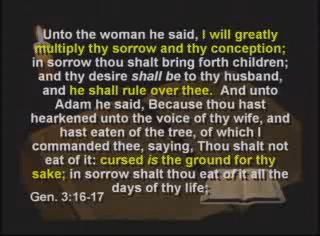 Unto the woman he said, I will greatly
multiply thy sorrow and thy conception;
in sorrow thou shalt bring forth children;
and thy desire shall be to thy husband,
and he shall rule over thee. And unto
Adam he said, Because thou hast
hearkened unto the voice of thy wife, and
hast eaten of the tree, of which I
commanded thee, saying, Thou shalt not
eat of it: cursed is the ground for thy
sake; in sorrow shalt thou eat of it all the
days of thy life;
Gen. 3:16-17